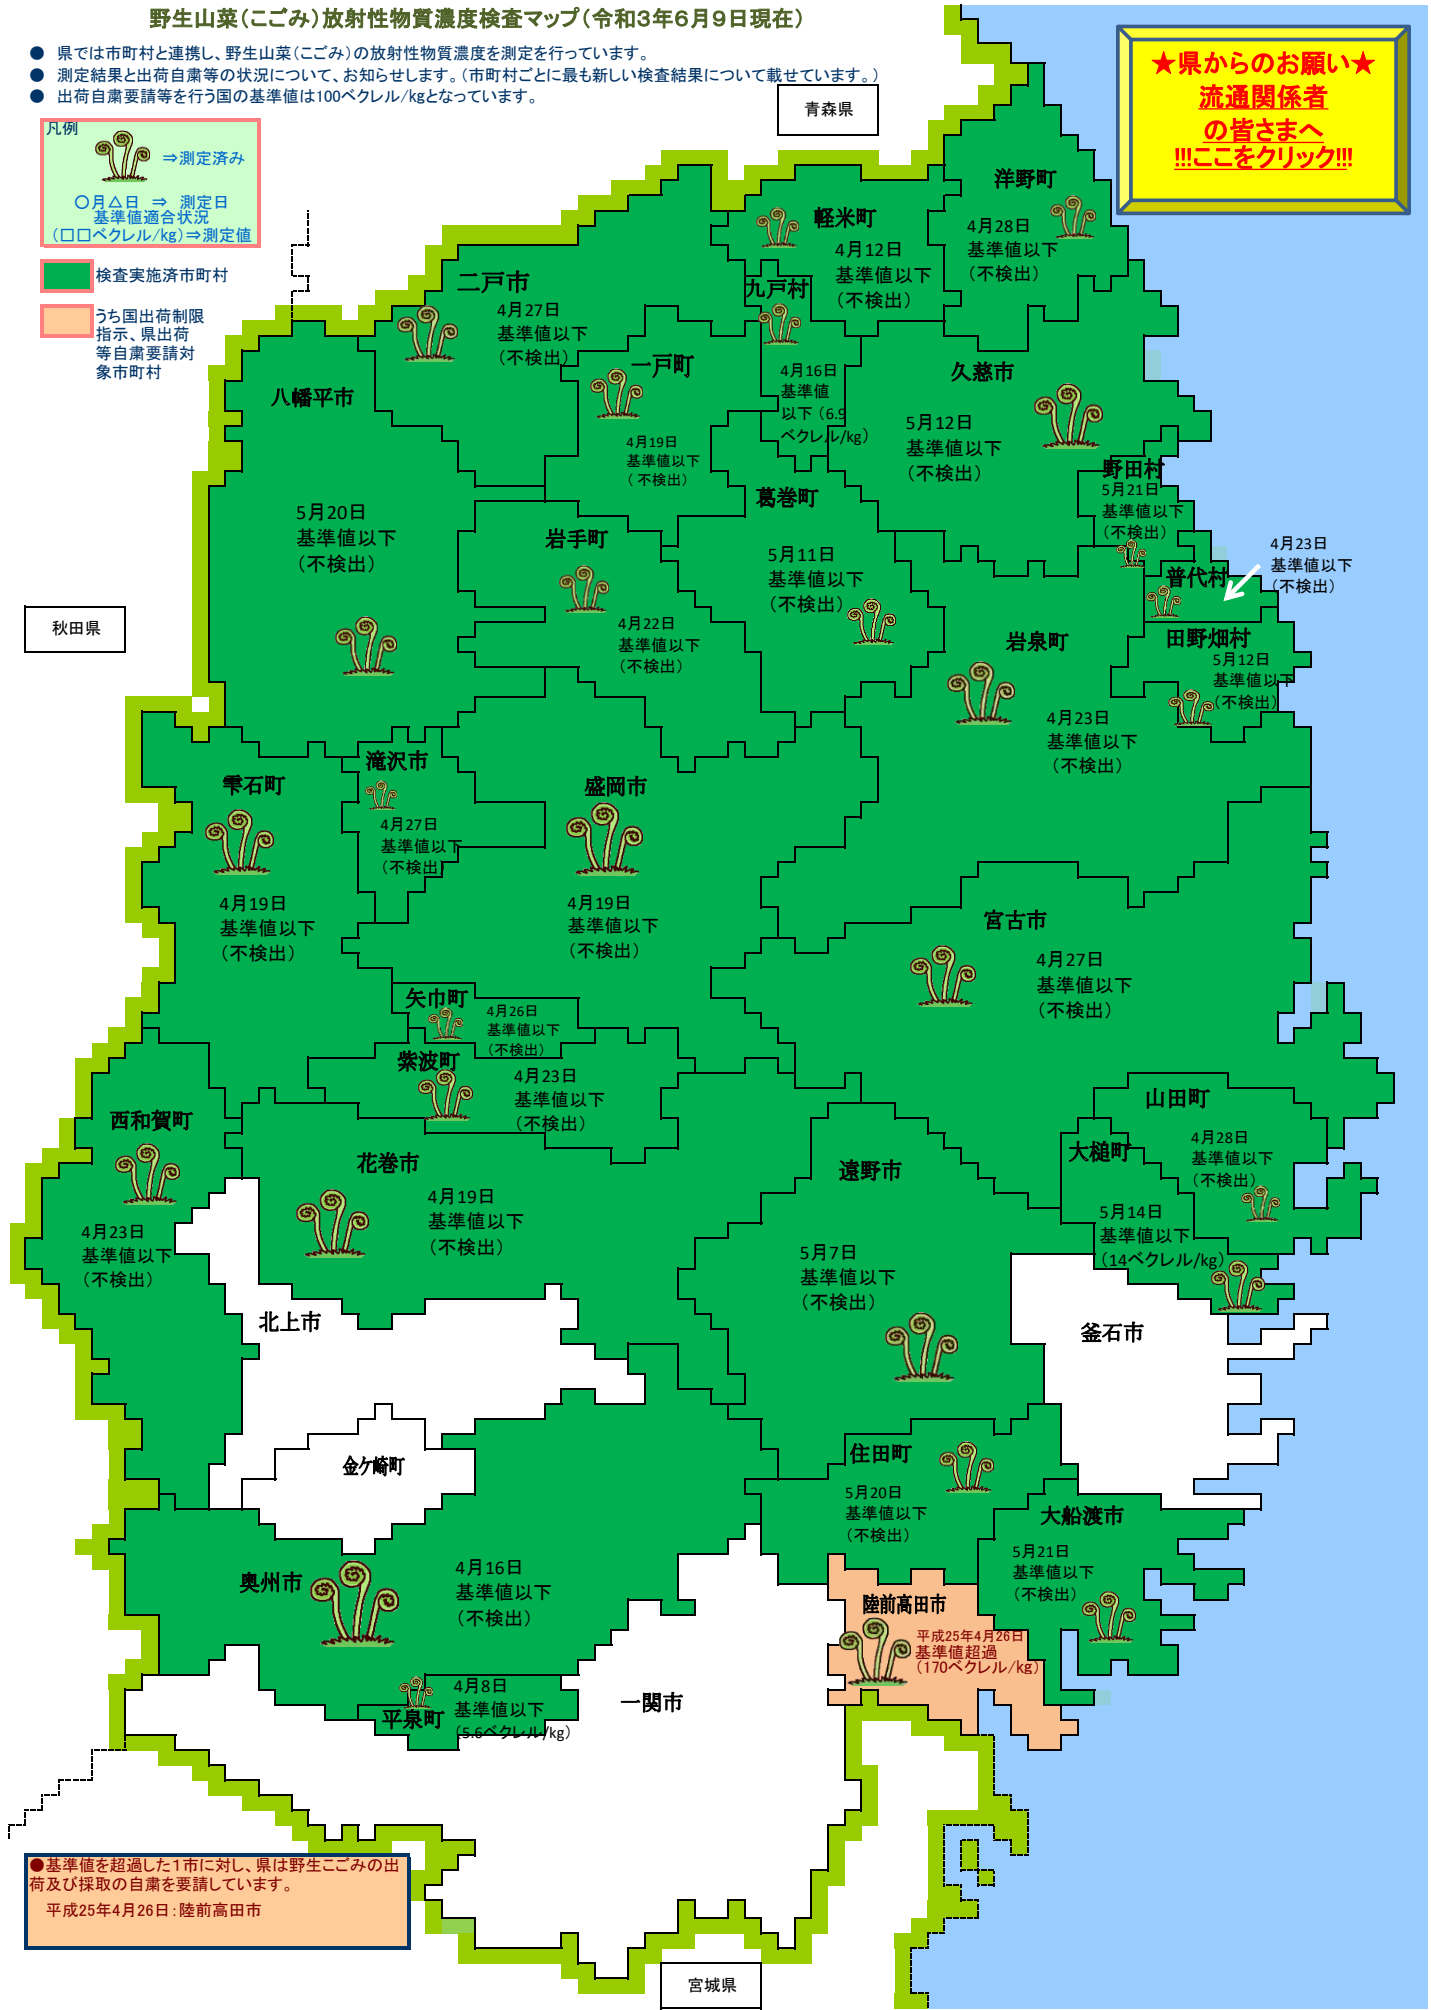 野生山菜（こごみ）放射性物質濃度検査マップ（令和３年６月９日現在）
● 県では市町村と連携し、野生山菜（こごみ）の放射性物質濃度を測定を行っています。
● 測定結果と出荷自粛等の状況について、お知らせします。（市町村ごとに最も新しい検査結果について載せています。）
● 出荷自粛要請等を行う国の基準値は100ベクレル/kgとなっています。
★県からのお願い★
流通関係者
の皆さまへ
!!!ここをクリック!!!
凡例
⇒測定済み
〇月△日 ⇒ 測定日
基準値適合状況
（□□ベクレル/kg）⇒測定値
検査実施済市町村
うち国出荷制限
指示、県出荷
等自粛要請対
象市町村
青森県
秋田県
宮城県
洋野町
4月28日
基準値以下
（不検出）
軽米町
4月12日
基準値以下
（不検出）
二戸市
4月27日
基準値以下
（不検出）
九戸村
4月16日
基準値
以下（6.9
ベクレル/kg）
一戸町
4月19日
基準値以下
（不検出）
久慈市
5月12日
基準値以下
（不検出）
八幡平市
5月20日
基準値以下
（不検出）
野田村
5月21日
基準値以下
（不検出）
葛巻町
5月11日
基準値以下
（不検出）
岩手町
4月22日
基準値以下
（不検出）
普代村
4月23日
基準値以下
（不検出）
田野畑村
5月12日
基準値以下
（不検出）
岩泉町
4月23日
基準値以下
（不検出）
滝沢市
4月27日
基準値以下
（不検出）
雫石町
4月19日
基準値以下
（不検出）
盛岡市
4月19日
基準値以下
（不検出）
宮古市
4月27日
基準値以下
（不検出）
矢巾町
4月26日
基準値以下
（不検出）
紫波町
4月23日
基準値以下
（不検出）
西和賀町
4月23日
基準値以下
（不検出）
花巻市
4月19日
基準値以下
（不検出）
山田町
4月28日
基準値以下
（不検出）
大槌町
5月14日
基準値以下
（14ベクレル/kg）
遠野市
5月7日
基準値以下
（不検出）
北上市
釜石市
金ケ崎町
住田町
5月20日
基準値以下
（不検出）
大船渡市
5月21日
基準値以下
（不検出）
奥州市
4月16日
基準値以下
（不検出）
陸前高田市
平成25年4月26日
基準値超過
（170ベクレル/kg）
平泉町
4月8日
基準値以下
（5.6ベクレル/kg）
一関市
●基準値を超過した１市に対し、県は野生こごみの出
荷及び採取の自粛を要請しています。
平成25年4月26日：陸前高田市